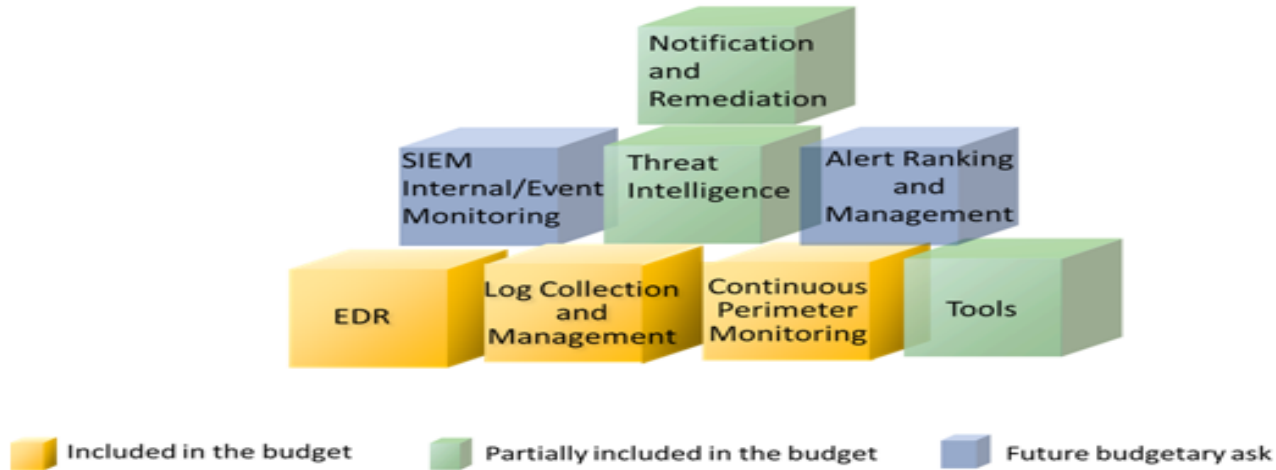 Notification
and
Remediation
SIEM
Internal/Event
Monitoring
Threat
Intelligence
Alert Ranking
and
Management
EDR
Log Collection
and
Management
Continuous
Perimeter
Monitoring
Tools
Included in the budget
Partially included in the budget
Future budgetary ask